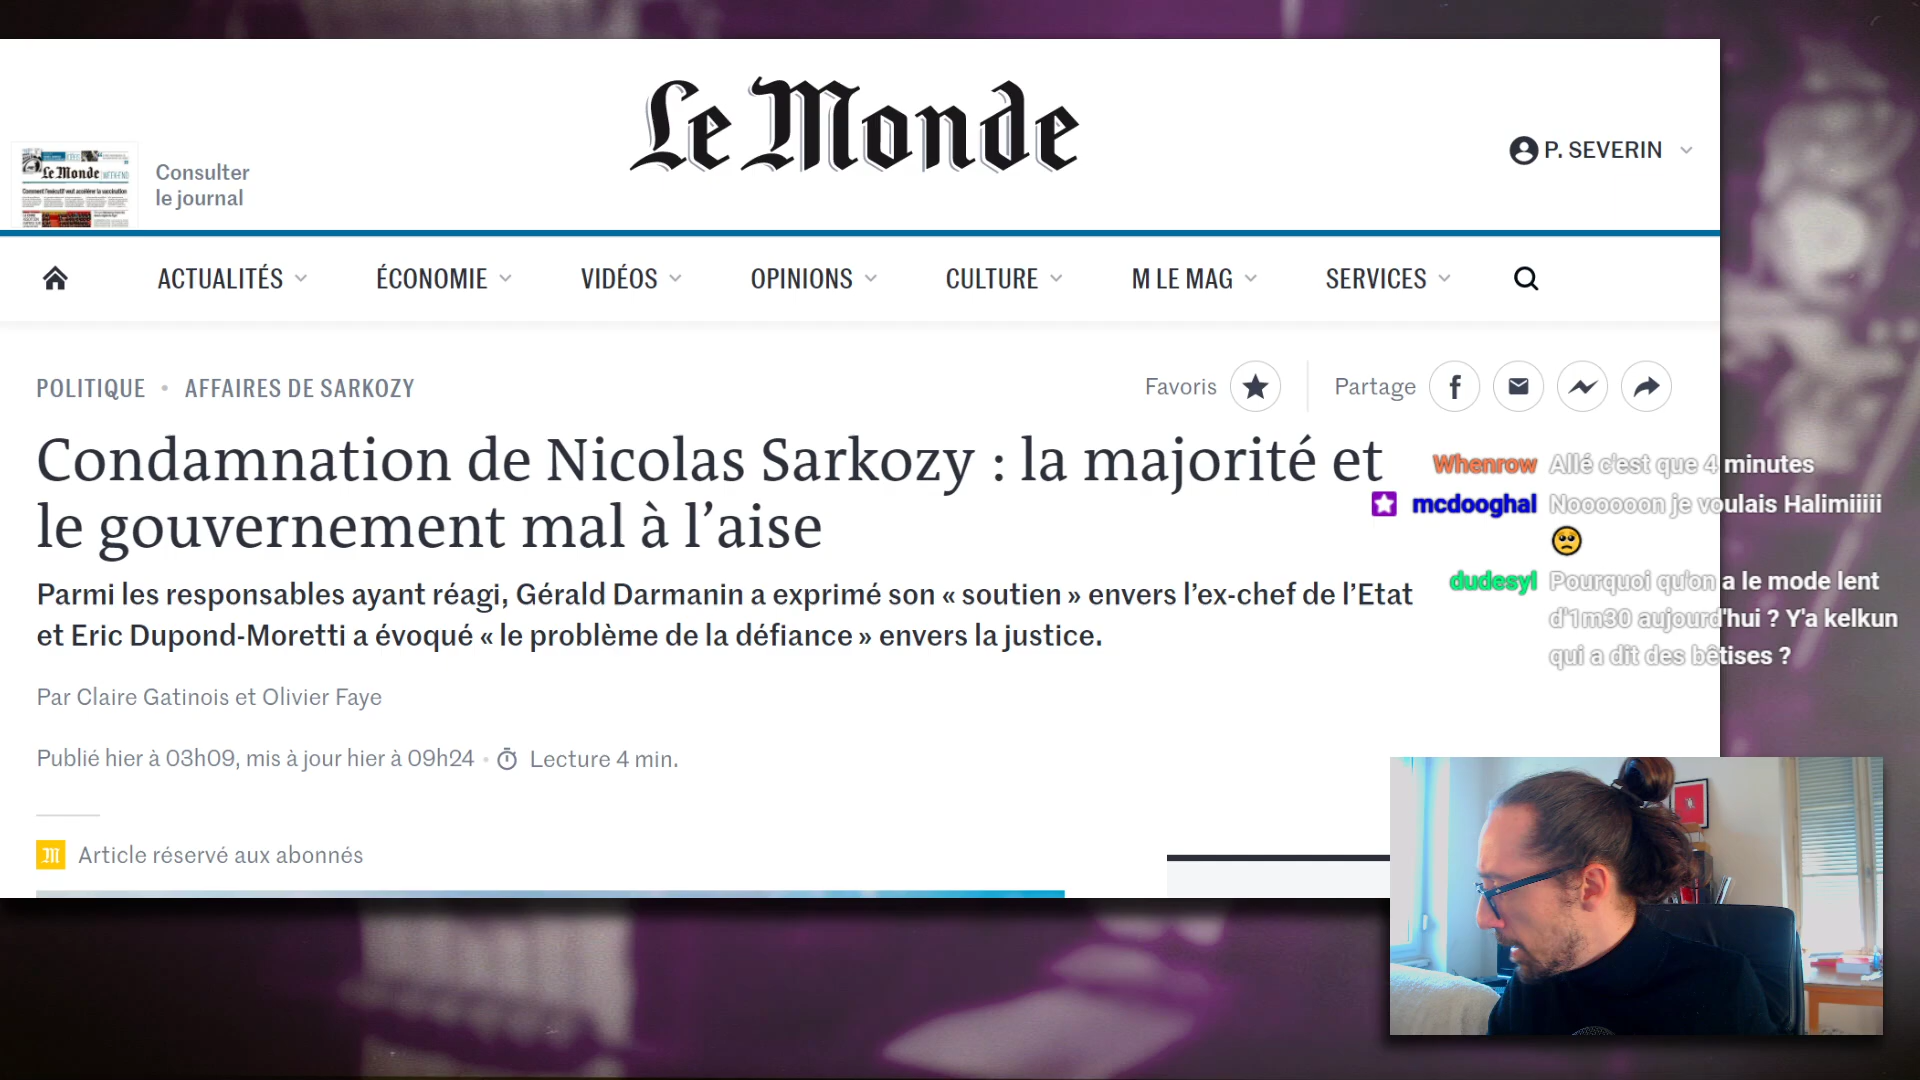 Le Monde
Consulter
le journal
P. SEVERIN
Le Monde
ACTUALITÉS
ÉCONOMIE
VIDÉOS
OPINIONS
CULTURE
M LE MAG
SERVICES
POLITIQUE • AFFAIRES DE SARKOZY
Favoris
Partage
Condamnation de Nicolas Sarkozy : la majorité et
le gouvernement mal à l’aise
Parmi les responsables ayant réagi, Gérald Darmanin a exprimé son « soutien » envers l’ex-chef de l’Etat
et Eric Dupond-Moretti a évoqué « le problème de la défiance » envers la justice.
Par Claire Gatinois et Olivier Faye
Publié hier à 03h09, mis à jour hier à 09h24 • Lecture 4 min.
Article réservé aux abonnés
Whenrow Allé c'est que 4 minutes
mcdooghal Noooooon je voulais Halimiiiii
🥺
dudesyl Pourquoi qu'on a le mode lent
d'1m30 aujourd'hui ? Y'a kelkun
qui a dit des bêtises ?